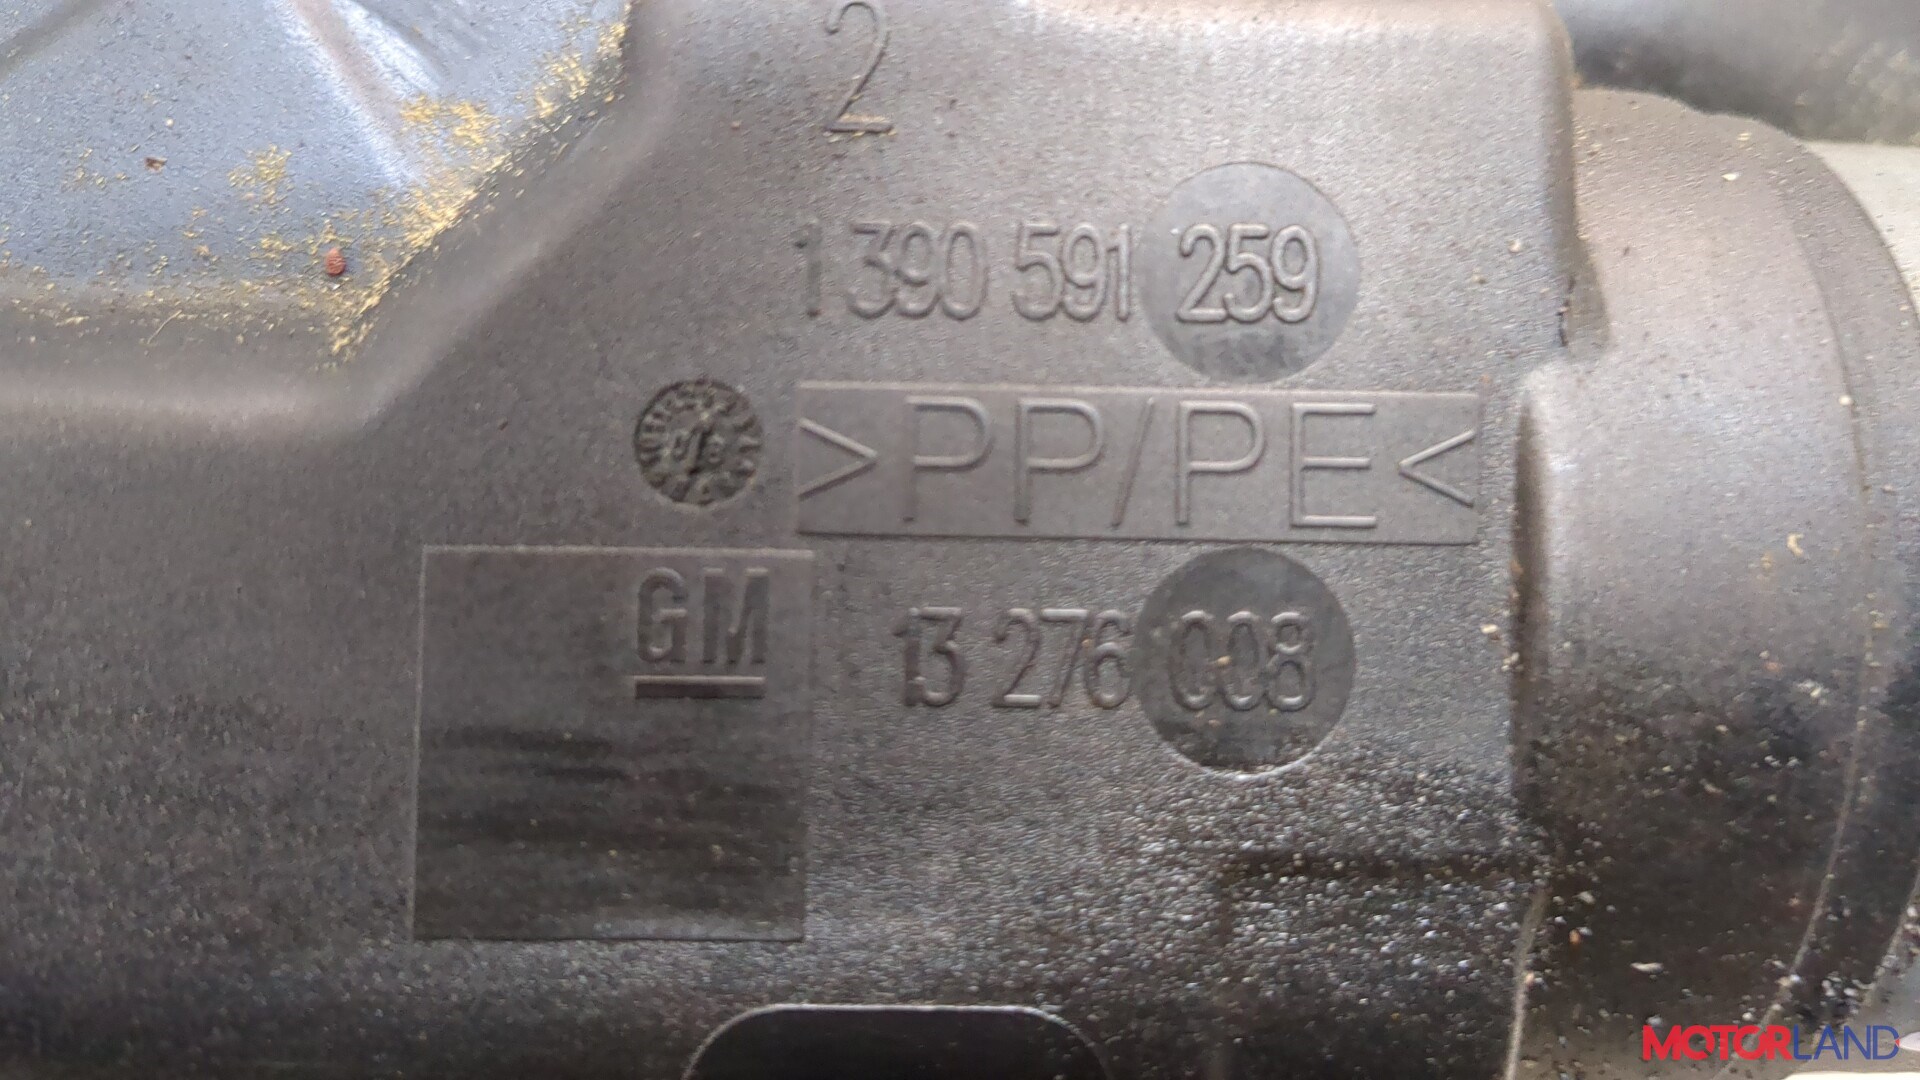 2
1 390 591 259
>PP/PE<
GM
13 276 008
MOTORLAND